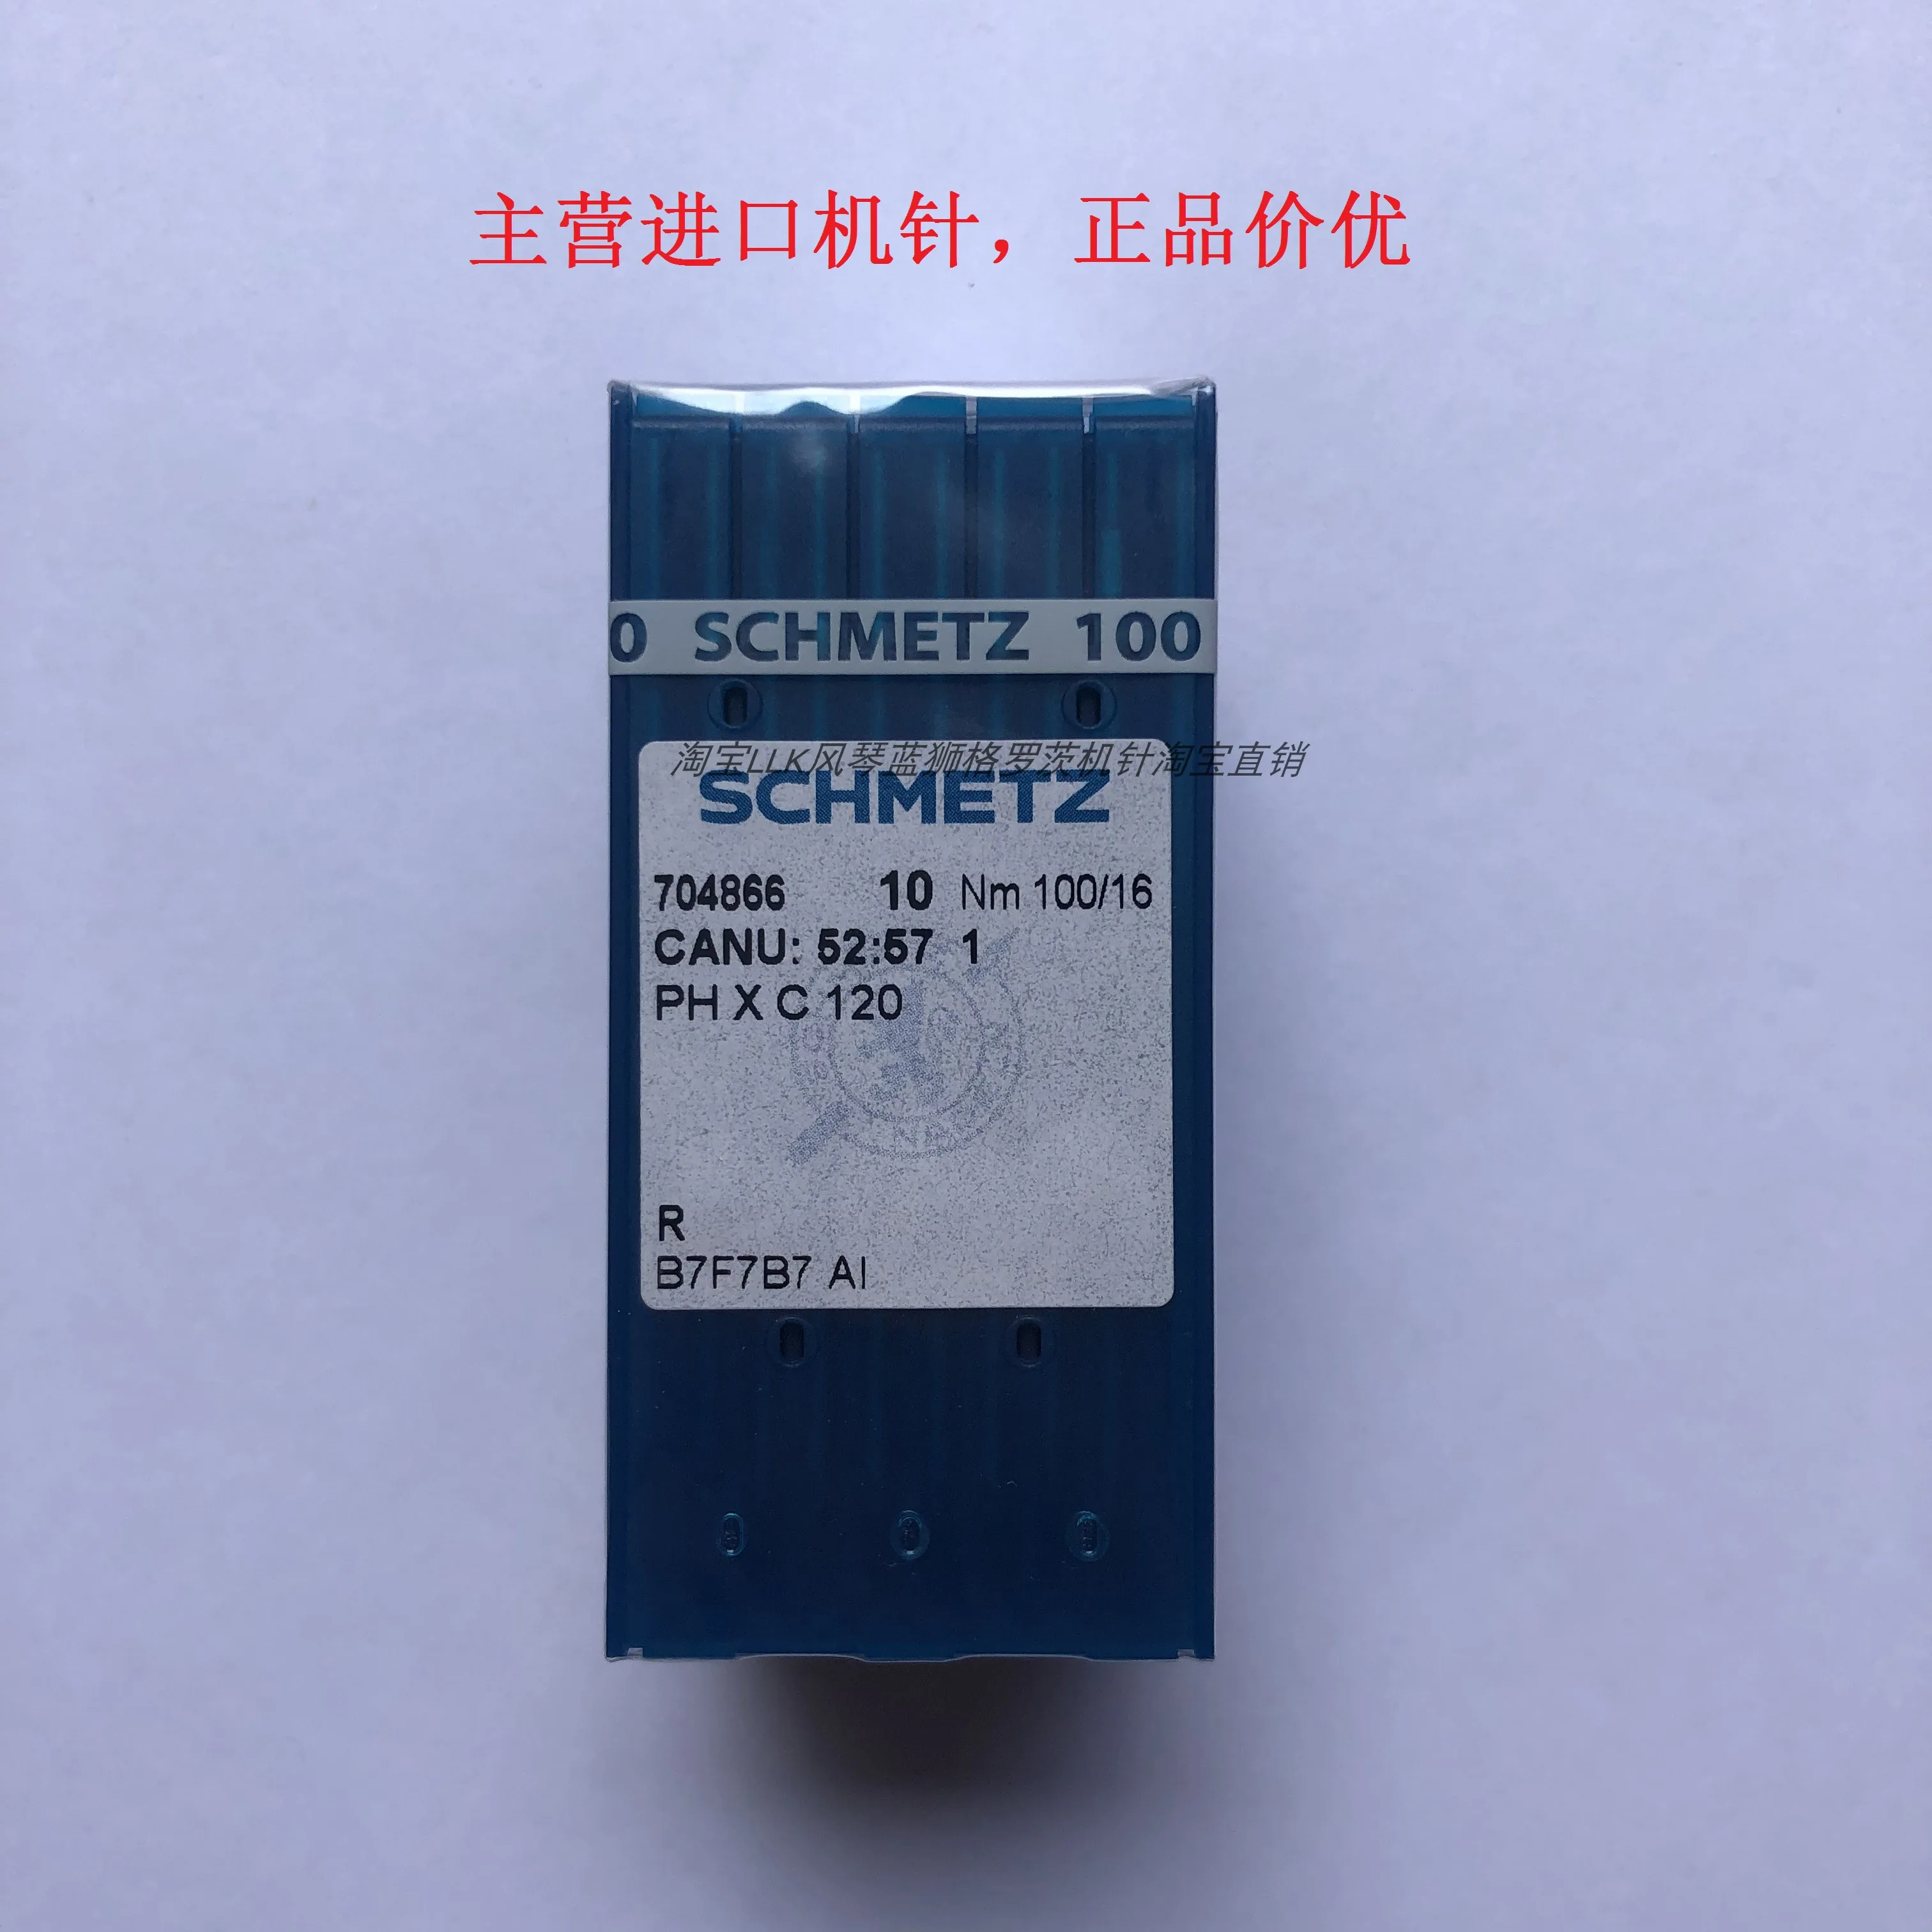 主营进口机针，正品价优
0 SCHMETZ 100
淘宝LLK风琴蓝狮格罗茨机针淘宝直销
SCHMETZ
704866 10 Nm 100/16
CANU: 52:57 1
PH X C 120
R
B7F7B7 AI